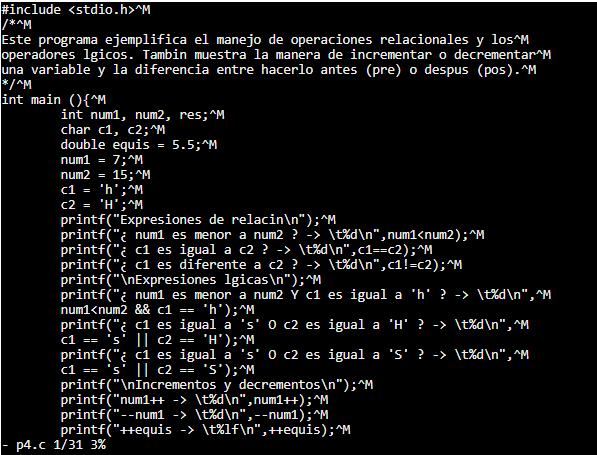 #include <stdio.h>^M
/*^M
Este programa ejemplifica el manejo de operaciones relacionales y los^M
operadores lgicos. Tambin muestra la manera de incrementar o decrementar^M
una variable y la diferencia entre hacerlo antes (pre) o despus (pos).^M
*/^M
int main (){^M
int num1, num2, res;^M
char c1, c2;^M
double equis = 5.5;^M
num1 = 7;^M
num2 = 15;^M
c1 = 'h';^M
c2 = 'H';^M
printf("Expresiones de relacin\n");^M
printf("¿ num1 es menor a num2 ? -> \t%d\n",num1<num2);^M
printf("¿ c1 es igual a c2 ? -> \t%d\n",c1==c2);^M
printf("¿ c1 es diferente a c2 ? -> \t%d\n",c1!=c2);^M
printf("\nExpresiones lgicas\n");^M
printf("¿ num1 es menor a num2 Y c1 es igual a 'h' ? -> \t%d\n",^M
num1<num2 && c1 == 'h');^M
printf("¿ c1 es igual a 's' O c2 es igual a 'H' ? -> \t%d\n",^M
c1 == 's' || c2 == 'H');^M
printf("¿ c1 es igual a 's' O c2 es igual a 'S' ? -> \t%d\n",^M
c1 == 's' || c2 == 'S');^M
printf("\nIncrementos y decrementos\n");^M
printf("num1++ -> \t%d\n",num1++);^M
printf("--num1 -> \t%d\n",--num1);^M
printf("++equis -> \t%lf\n",++equis);^M
- p4.c 1/31 3%